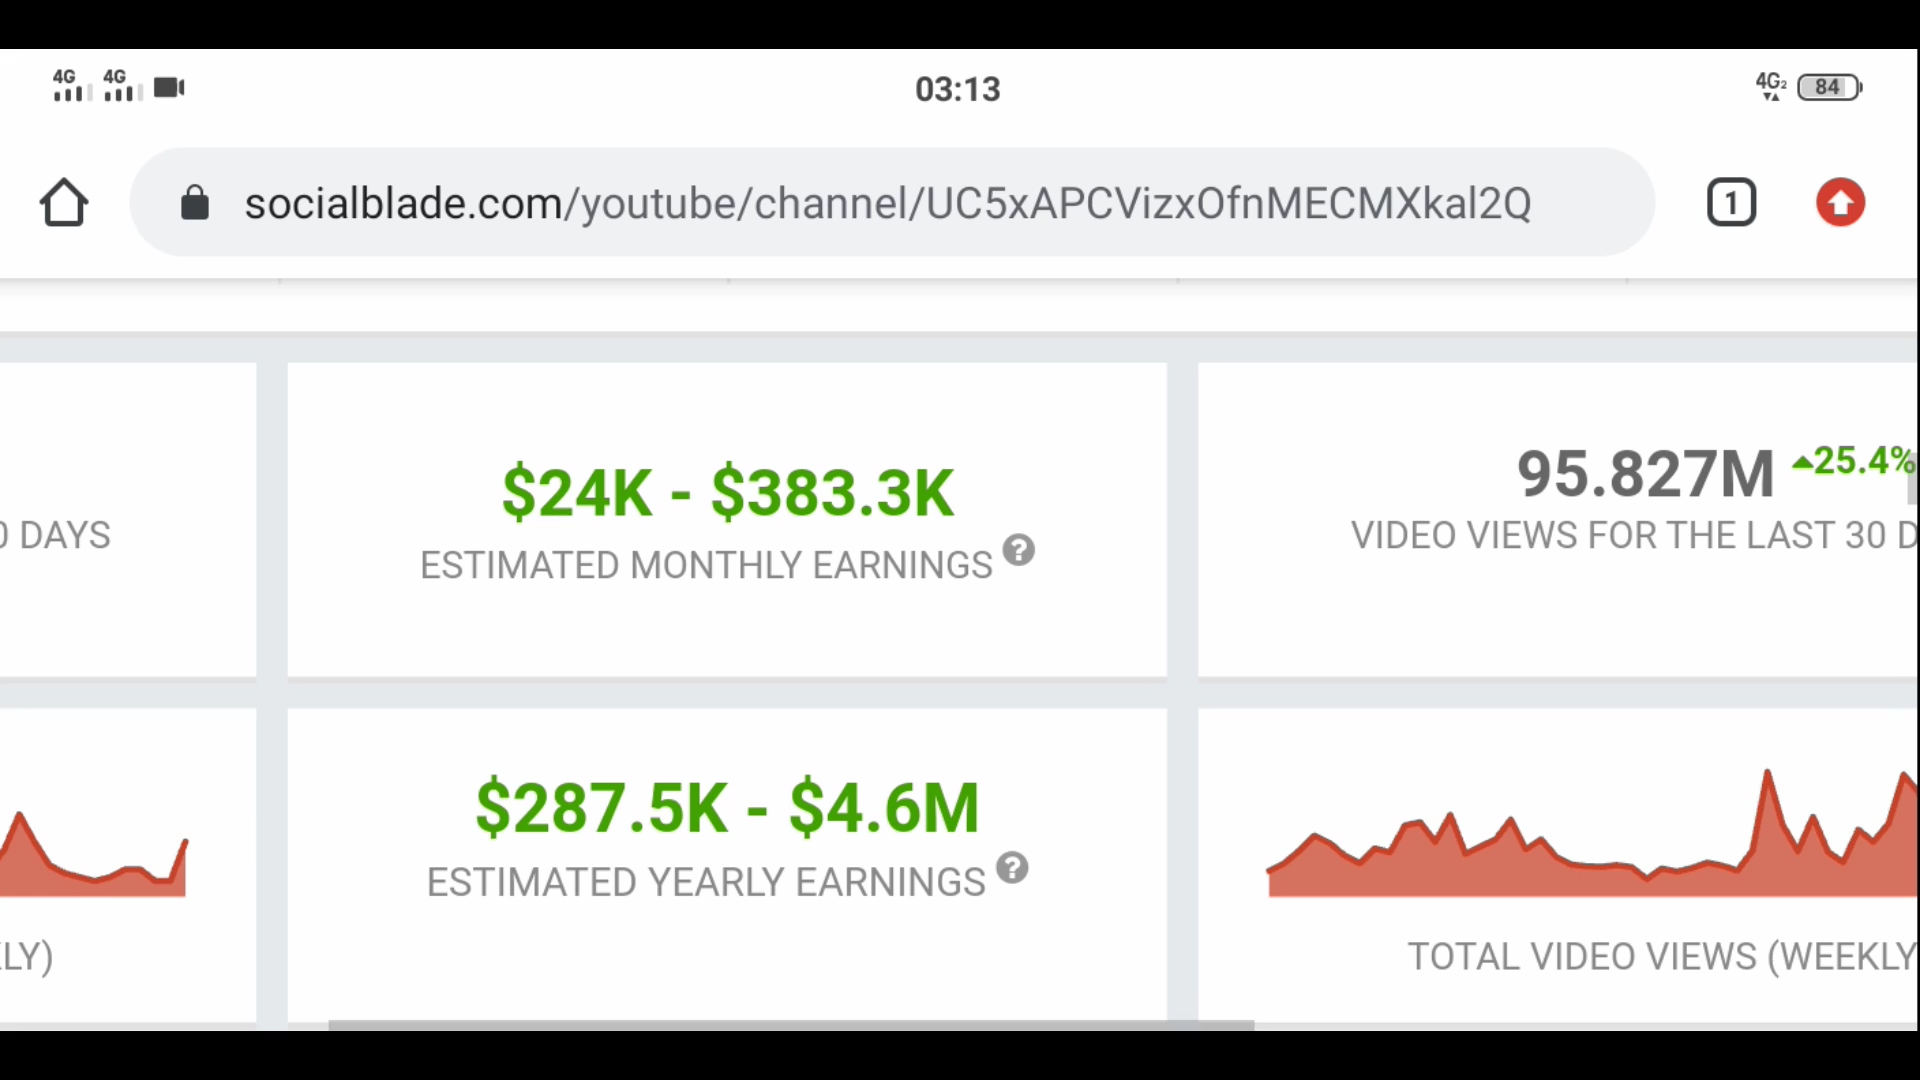 4G 4G 03:13 4G2 84
socialblade.com/youtube/channel/UC5xAPCVizxOfnMECMXkal2Q 1
$24K - $383.3K
ESTIMATED MONTHLY EARNINGS ?
95.827M ▲25.4%
VIDEO VIEWS FOR THE LAST 30 D
0 DAYS
$287.5K - $4.6M
ESTIMATED YEARLY EARNINGS ?
LY)
TOTAL VIDEO VIEWS (WEEKLY